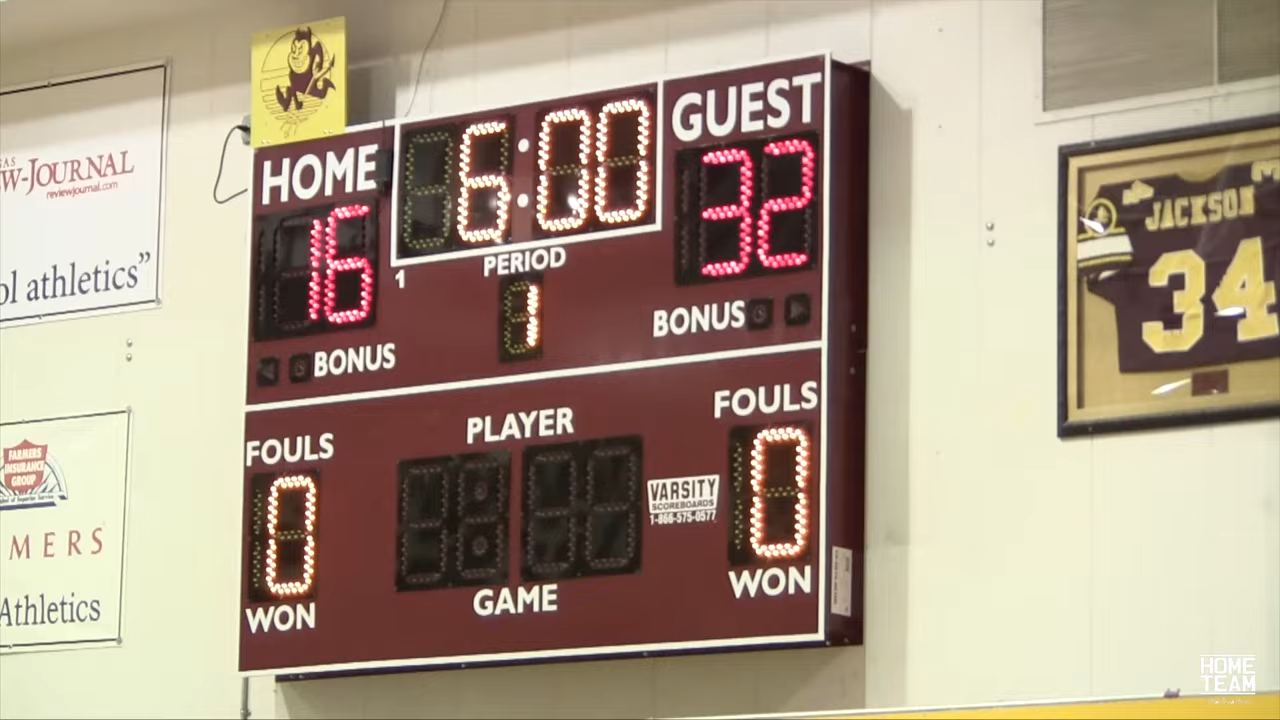 W-JOURNAL
reviewjournal.com
ol athletics”
HOME
16
6:00
GUEST
32
1
PERIOD
1
BONUS
BONUS
FOULS
0
WON
PLAYER
GAME
VARSITY
SCOREBOARDS
1-866-575-0577
FOULS
0
WON
FARMERS
INSURANCE
GROUP
MERS
Athletics
JACKSON
34
HOME
TEAM